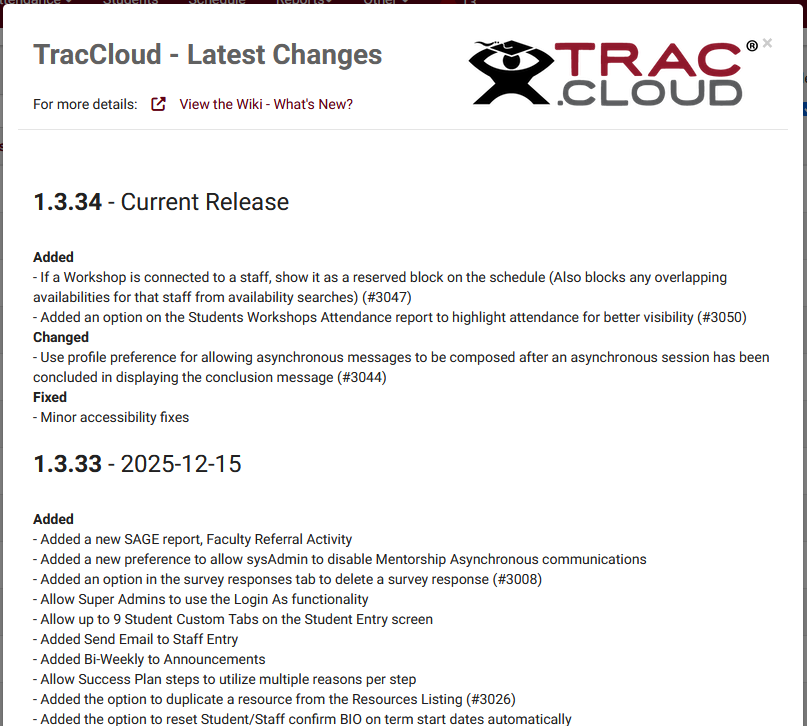 Attendance Students Schedule Reports Other 13
TracCloud - Latest Changes
×
TRAC®
.CLOUD
For more details: View the Wiki - What's New?
1.3.34 - Current Release
Added
- If a Workshop is connected to a staff, show it as a reserved block on the schedule (Also blocks any overlapping
availabilities for that staff from availability searches) (#3047)
- Added an option on the Students Workshops Attendance report to highlight attendance for better visibility (#3050)
Changed
- Use profile preference for allowing asynchronous messages to be composed after an asynchronous session has been
concluded in displaying the conclusion message (#3044)
Fixed
- Minor accessibility fixes
1.3.33 - 2025-12-15
Added
- Added a new SAGE report, Faculty Referral Activity
- Added a new preference to allow sysAdmin to disable Mentorship Asynchronous communications
- Added an option in the survey responses tab to delete a survey response (#3008)
- Allow Super Admins to use the Login As functionality
- Allow up to 9 Student Custom Tabs on the Student Entry screen
- Added Send Email to Staff Entry
- Added Bi-Weekly to Announcements
- Allow Success Plan steps to utilize multiple reasons per step
- Added the option to duplicate a resource from the Resources Listing (#3026)
- Added the option to reset Student/Staff confirm BIO on term start dates automatically